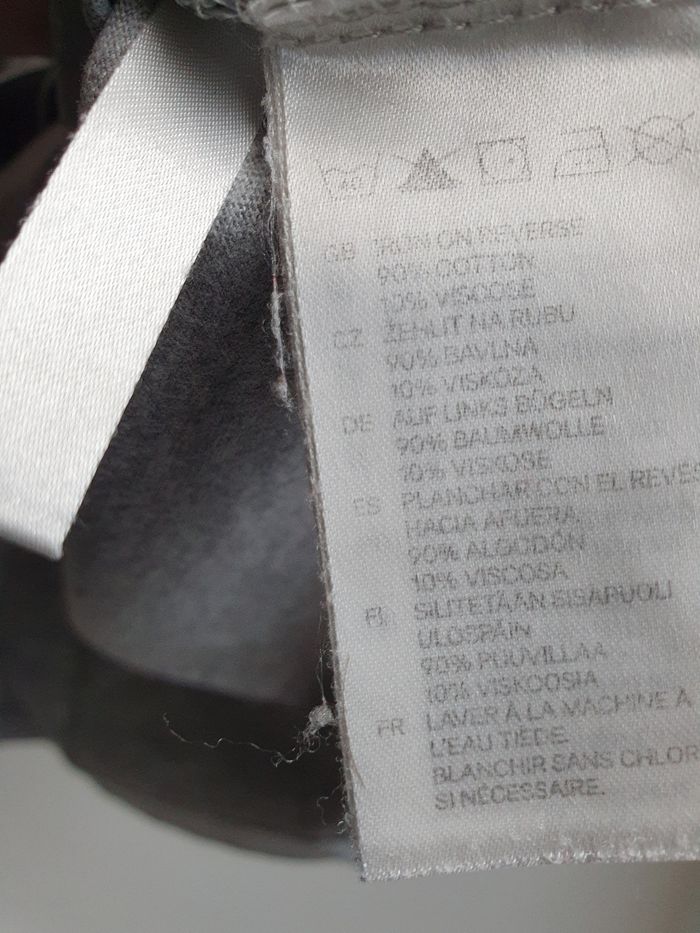 GB IRON ON REVERSE
90% COTTON
10% VISCOSE
CZ ŽEHLIT NA RUBU
90% BAVLNA
10% VISKÓZA
DE AUF LINKS BÜGELN
90% BAUMWOLLE
10% VISKOSE
ES PLANCHAR CON EL REVES
HACIA AFUERA
90% ALGODÓN
10% VISCOSA
FI SILITETÄÄN SISÄPUOLI
ULOSPÄIN
90% PUUVILLAA
10% VISKOOSIA
FR LAVER À LA MACHINE À
L'EAU TIÈDE.
BLANCHIR SANS CHLOR
SI NÉCESSAIRE.